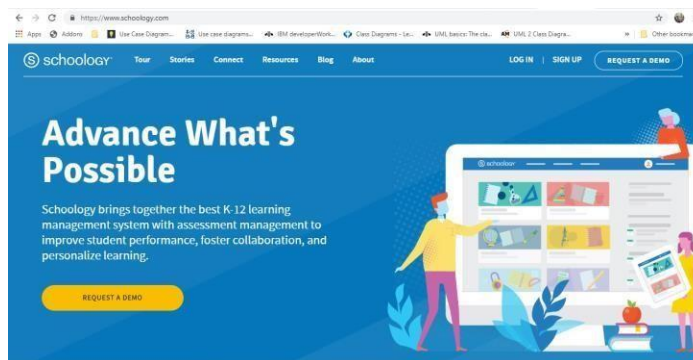 https://www.schoology.com
Apps Addoro Use Case Diagram... Use case diagrams... IBM developerWork... Class Diagrams - Le... UML basics: The cla... UML 2 Class Diagra... » Other bookmar
S schoology Tour Stories Connect Resources Blog About LOG IN | SIGN UP REQUEST A DEMO
Advance What's
Possible
Schoology brings together the best K-12 learning
management system with assessment management to
improve student performance, foster collaboration, and
personalize learning.
REQUEST A DEMO
S schoology